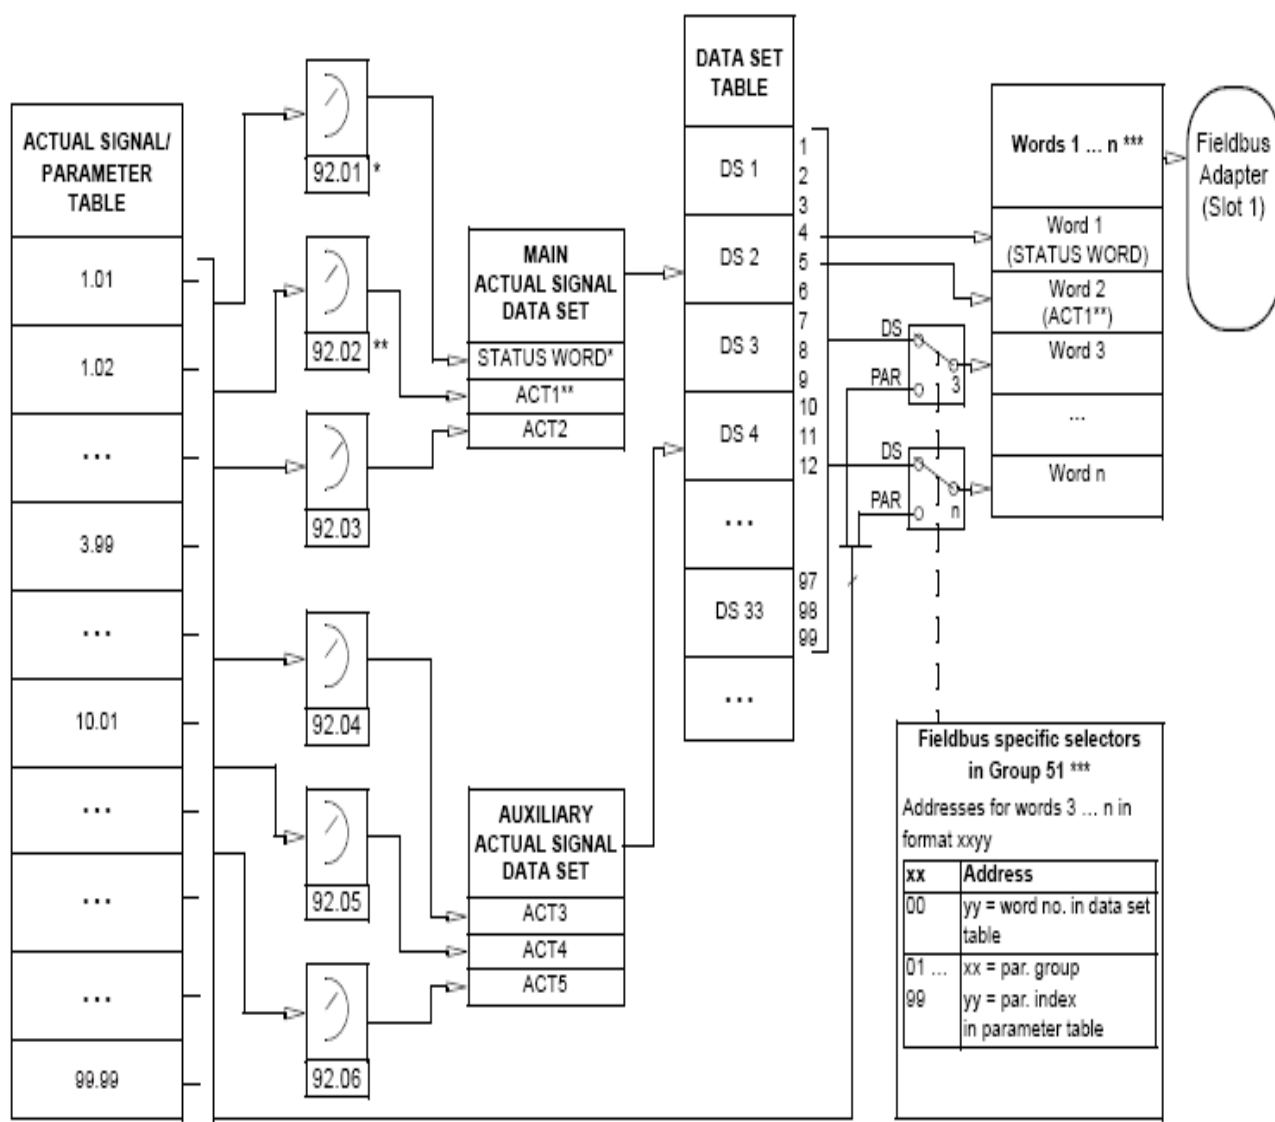 ACTUAL SIGNAL/
PARAMETER
TABLE
1.01
1.02
...
3.99
...
10.01
...
...
...
99.99
92.01 *
92.02 **
92.03
92.04
92.05
92.06
MAIN
ACTUAL SIGNAL
DATA SET
STATUS WORD*
ACT1**
ACT2
AUXILIARY
ACTUAL SIGNAL
DATA SET
ACT3
ACT4
ACT5
DATA SET
TABLE
DS 1
DS 2
DS 3
DS 4
...
DS 33
...
1
2
3
4
5
6
7
8
9
10
11
12
97
98
99
DS
PAR
3
DS
PAR
n
Words 1 ... n ***
Word 1
(STATUS WORD)
Word 2
(ACT1**)
Word 3
...
Word n
Fieldbus
Adapter
(Slot 1)
Fieldbus specific selectors
in Group 51 ***
Addresses for words 3 ... n in
format xxyy
xx Address
00 yy = word no. in data set
table
01 ... xx = par. group
99 yy = par. index
in parameter table